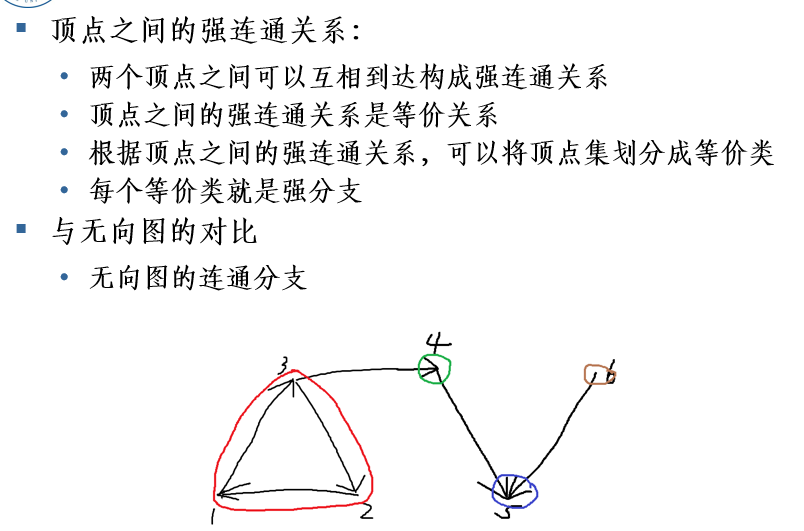 顶点之间的强连通关系：
两个顶点之间可以互相到达构成强连通关系
顶点之间的强连通关系是等价关系
根据顶点之间的强连通关系，可以将顶点集划分成等价类
每个等价类就是强分支
与无向图的对比
无向图的连通分支
4
3
6
1
2
5